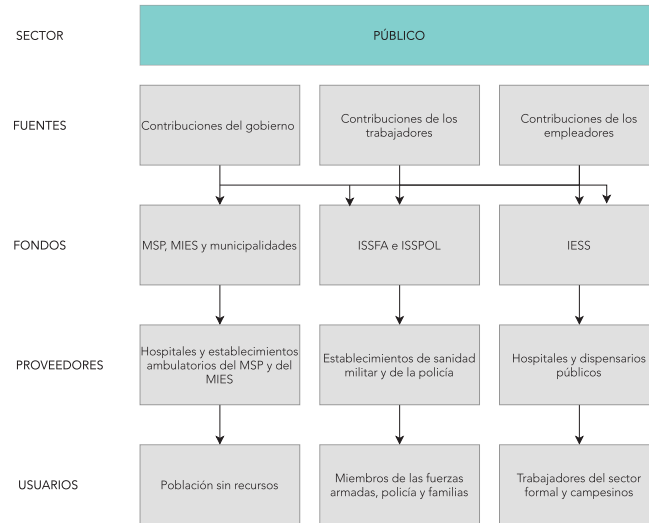 SECTOR
PÚBLICO
FUENTES
Contribuciones del gobierno
Contribuciones de los
trabajadores
Contribuciones de los
empleadores
FONDOS
MSP, MIES y municipalidades
ISSFA e ISSPOL
IESS
PROVEEDORES
Hospitales y establecimientos
ambulatorios del MSP y del
MIES
Establecimientos de sanidad
militar y de la policía
Hospitales y dispensarios
públicos
USUARIOS
Población sin recursos
Miembros de las fuerzas
armadas, policía y familias
Trabajadores del sector
formal y campesinos